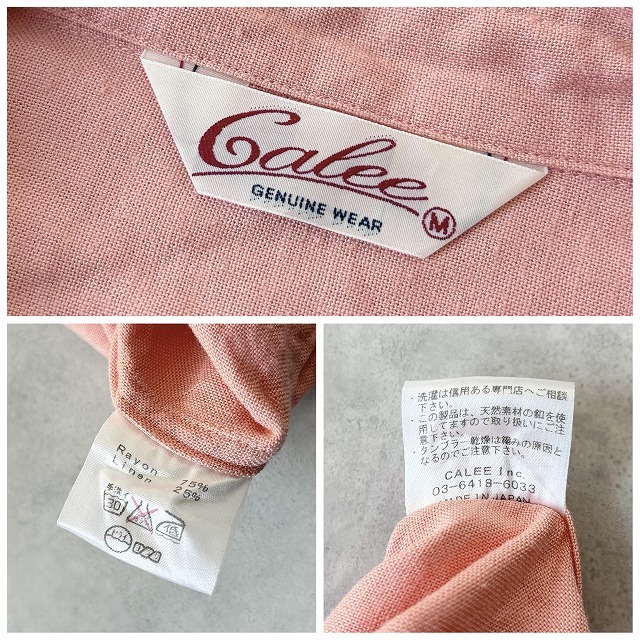 Calee
GENUINE WEAR
M
Rayon 75%
Linen 25%
手洗イ
30
低
・洗濯は信用ある専門店へご相談
下さい。
・この製品は、天然素材の釦を使
用してますので取り扱いにご注
意下さい。
・タンブラー乾燥は縮みの原因と
なるのでご注意下さい。
CALEE Inc.
03-6418-6033
MADE IN JAPAN